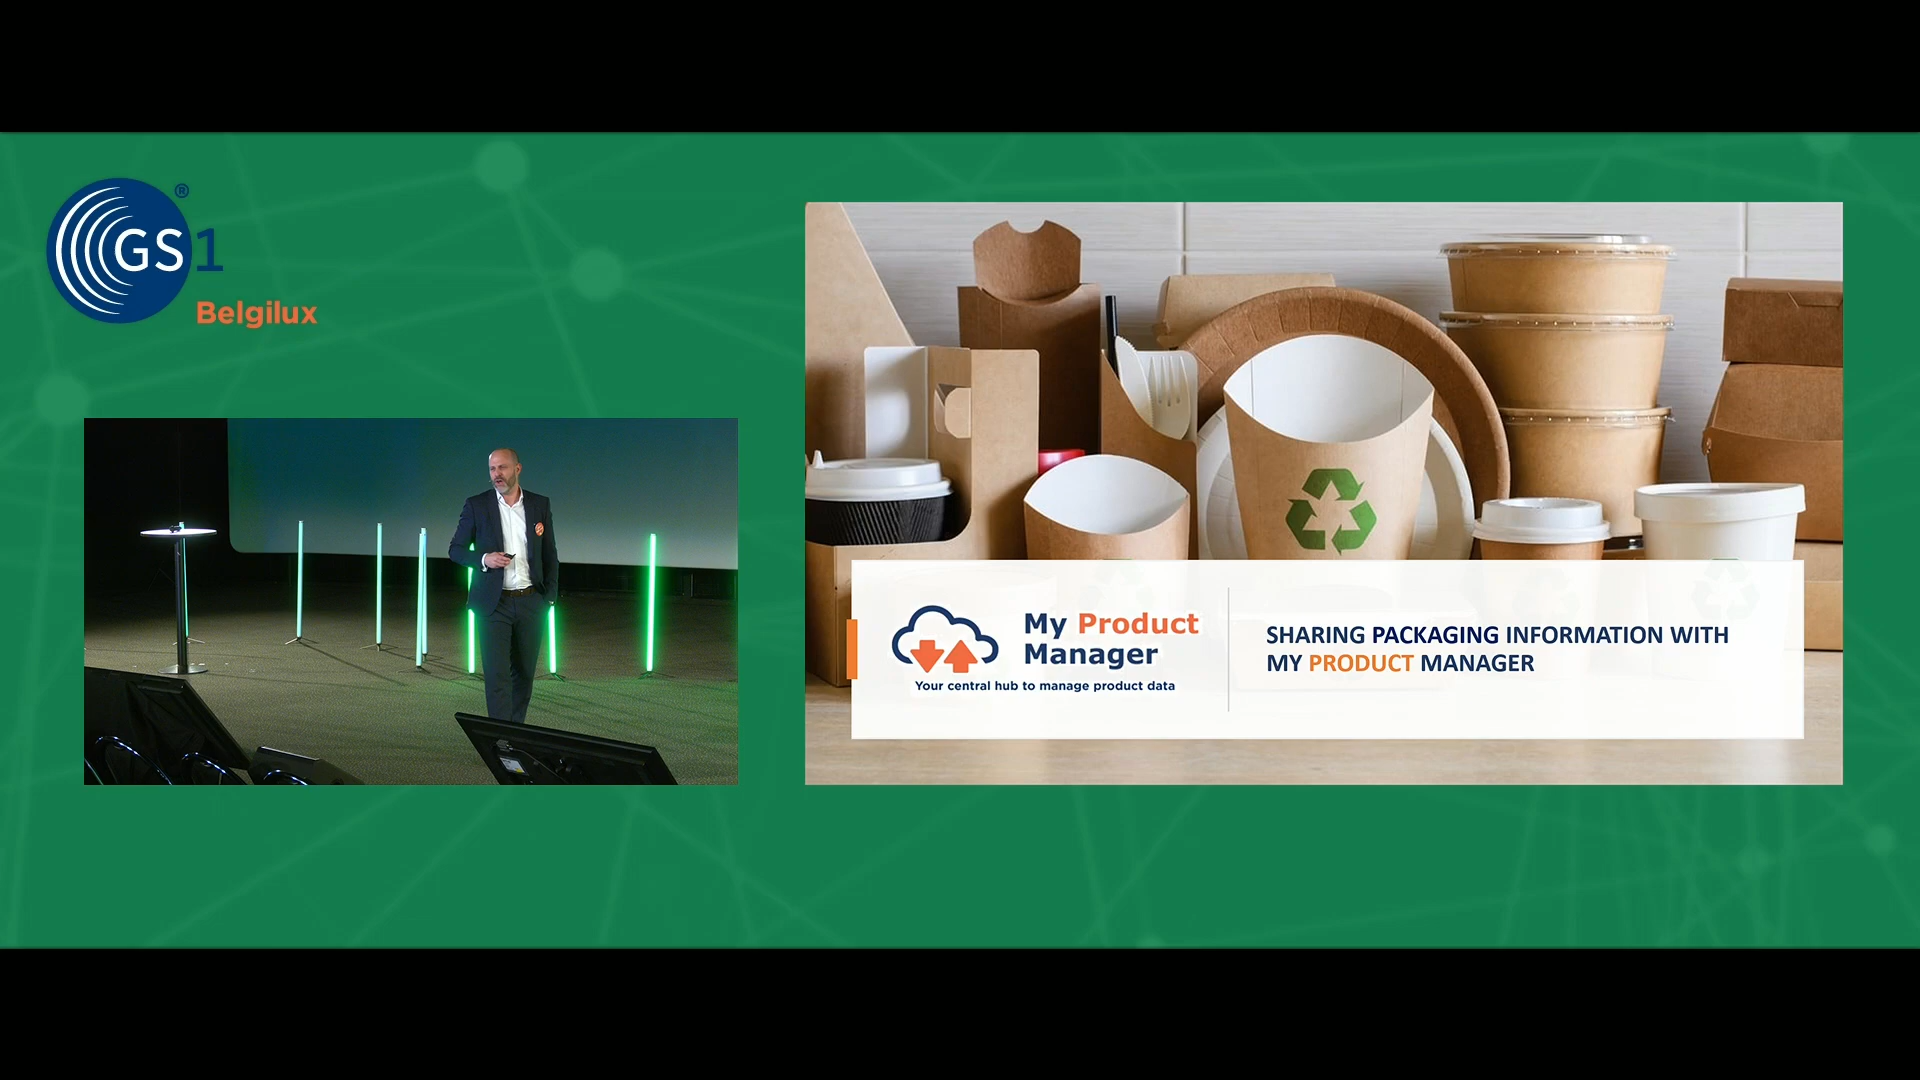 GS1
®
Belgilux
My Product
Manager
Your central hub to manage product data
SHARING PACKAGING INFORMATION WITH
MY PRODUCT MANAGER